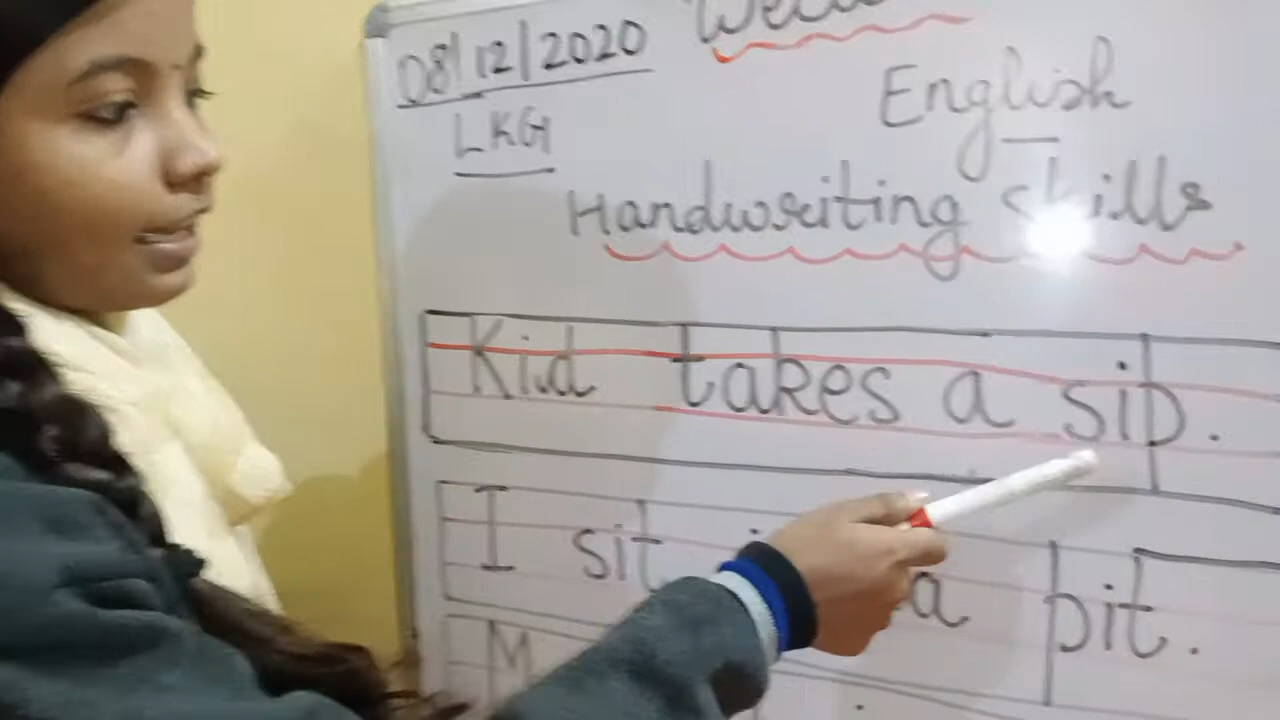 08/12/2020
English
LKG
Handwriting skills
Kid takes a sip.
I sit a pit.
M